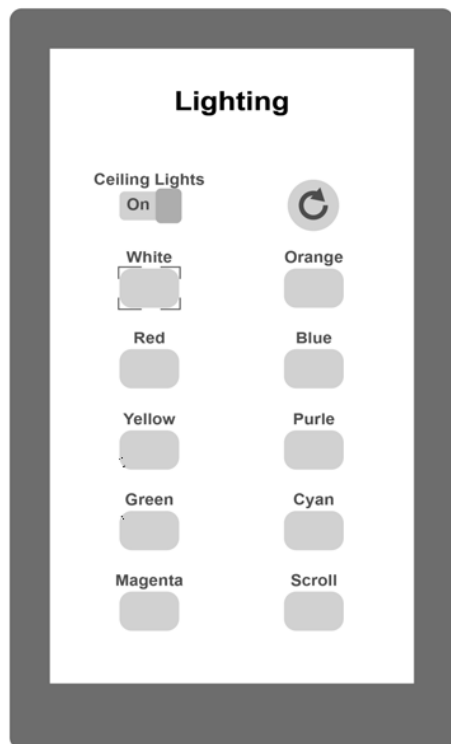 Lighting
Ceiling Lights
On
White Orange
Red Blue
Yellow Purle
Green Cyan
Magenta Scroll